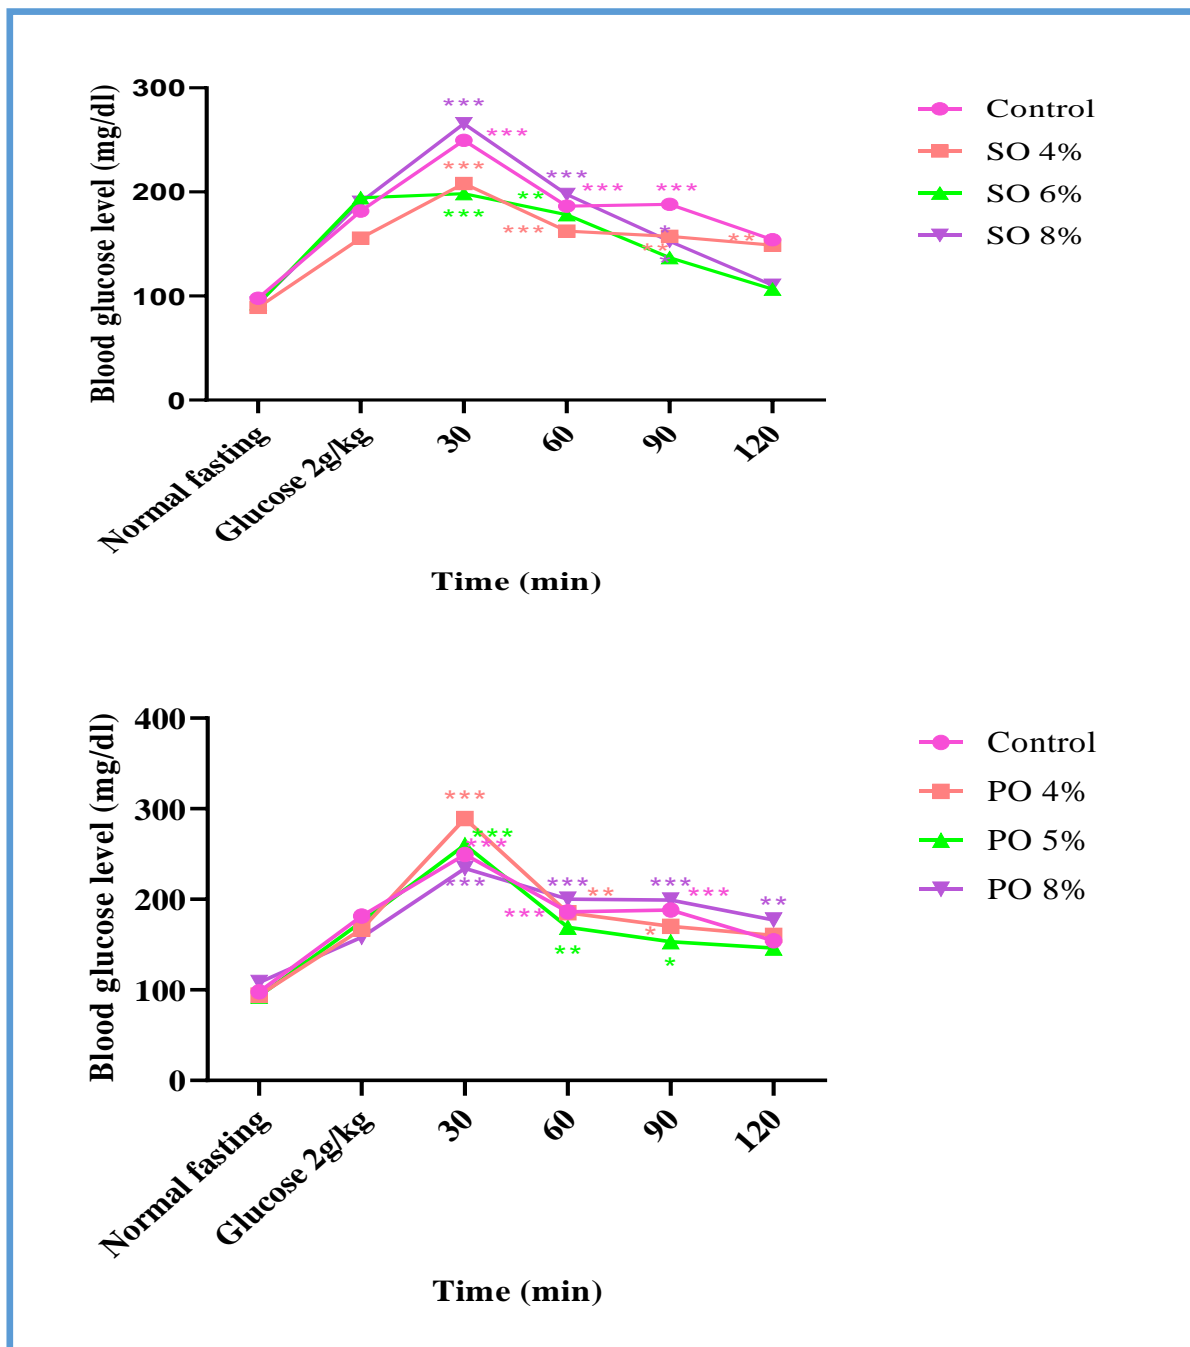 Blood glucose level (mg/dl)
300
200
100
0
***
***
***
***
***
**
***
***
***
*
**
*
**
Normal fasting
Glucose 2g/kg
30
60
90
120
Time (min)
Control
SO 4%
SO 6%
SO 8%
Blood glucose level (mg/dl)
400
300
200
100
0
***
***
***
***
***
**
***
**
***
***
*
*
**
Normal fasting
Glucose 2g/kg
30
60
90
120
Time (min)
Control
PO 4%
PO 5%
PO 8%